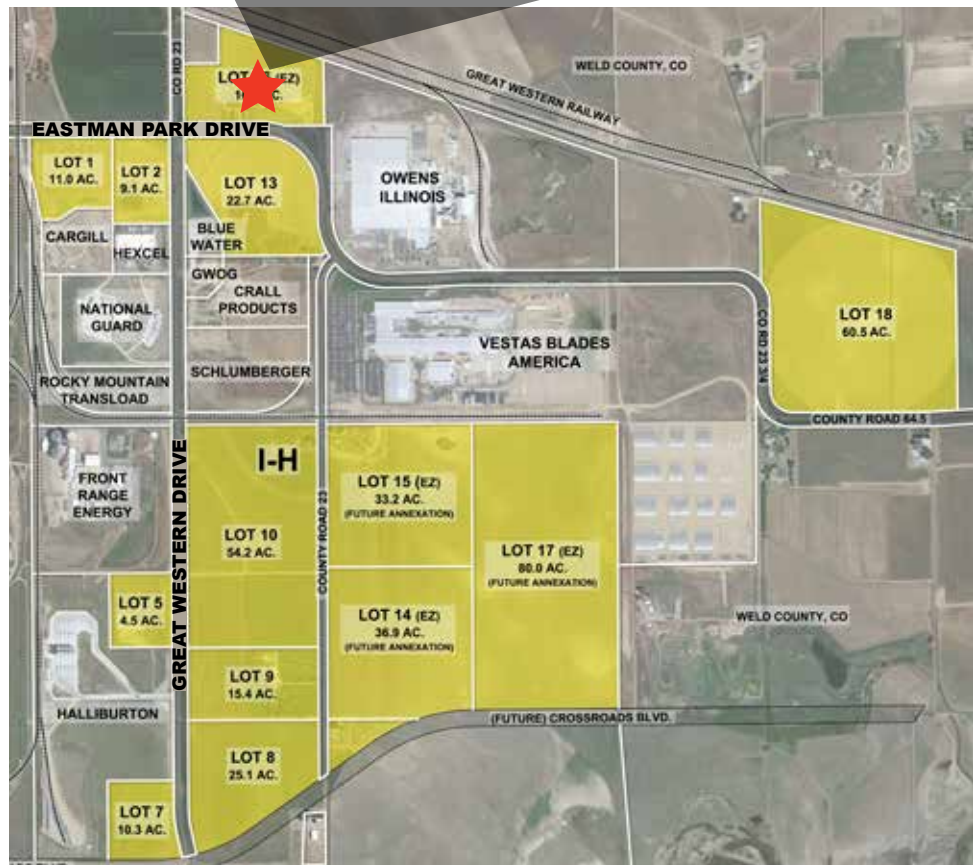 CO RD 23
WELD COUNTY, CO
GREAT WESTERN RAILWAY
LOT (EZ)
AC.
EASTMAN PARK DRIVE
LOT 1
11.0 AC.
LOT 2
9.1 AC.
LOT 13
22.7 AC.
OWENS
ILLINOIS
CARGILL
HEXCEL
BLUE
WATER
GWOG
CRALL
PRODUCTS
NATIONAL
GUARD
SCHLUMBERGER
ROCKY MOUNTAIN
TRANSLOAD
VESTAS BLADES
AMERICA
CO RD 23 3/4
LOT 18
60.5 AC.
COUNTY ROAD 64.5
FRONT
RANGE
ENERGY
GREAT WESTERN DRIVE
I-H
LOT 10
54.2 AC.
COUNTY ROAD 23
LOT 15 (EZ)
33.2 AC.
(FUTURE ANNEXATION)
LOT 17 (EZ)
80.0 AC.
(FUTURE ANNEXATION)
LOT 5
4.5 AC.
LOT 14 (EZ)
36.9 AC.
(FUTURE ANNEXATION)
WELD COUNTY, CO
LOT 9
15.4 AC.
HALLIBURTON
(FUTURE) CROSSROADS BLVD.
LOT 8
25.1 AC.
LOT 7
10.3 AC.